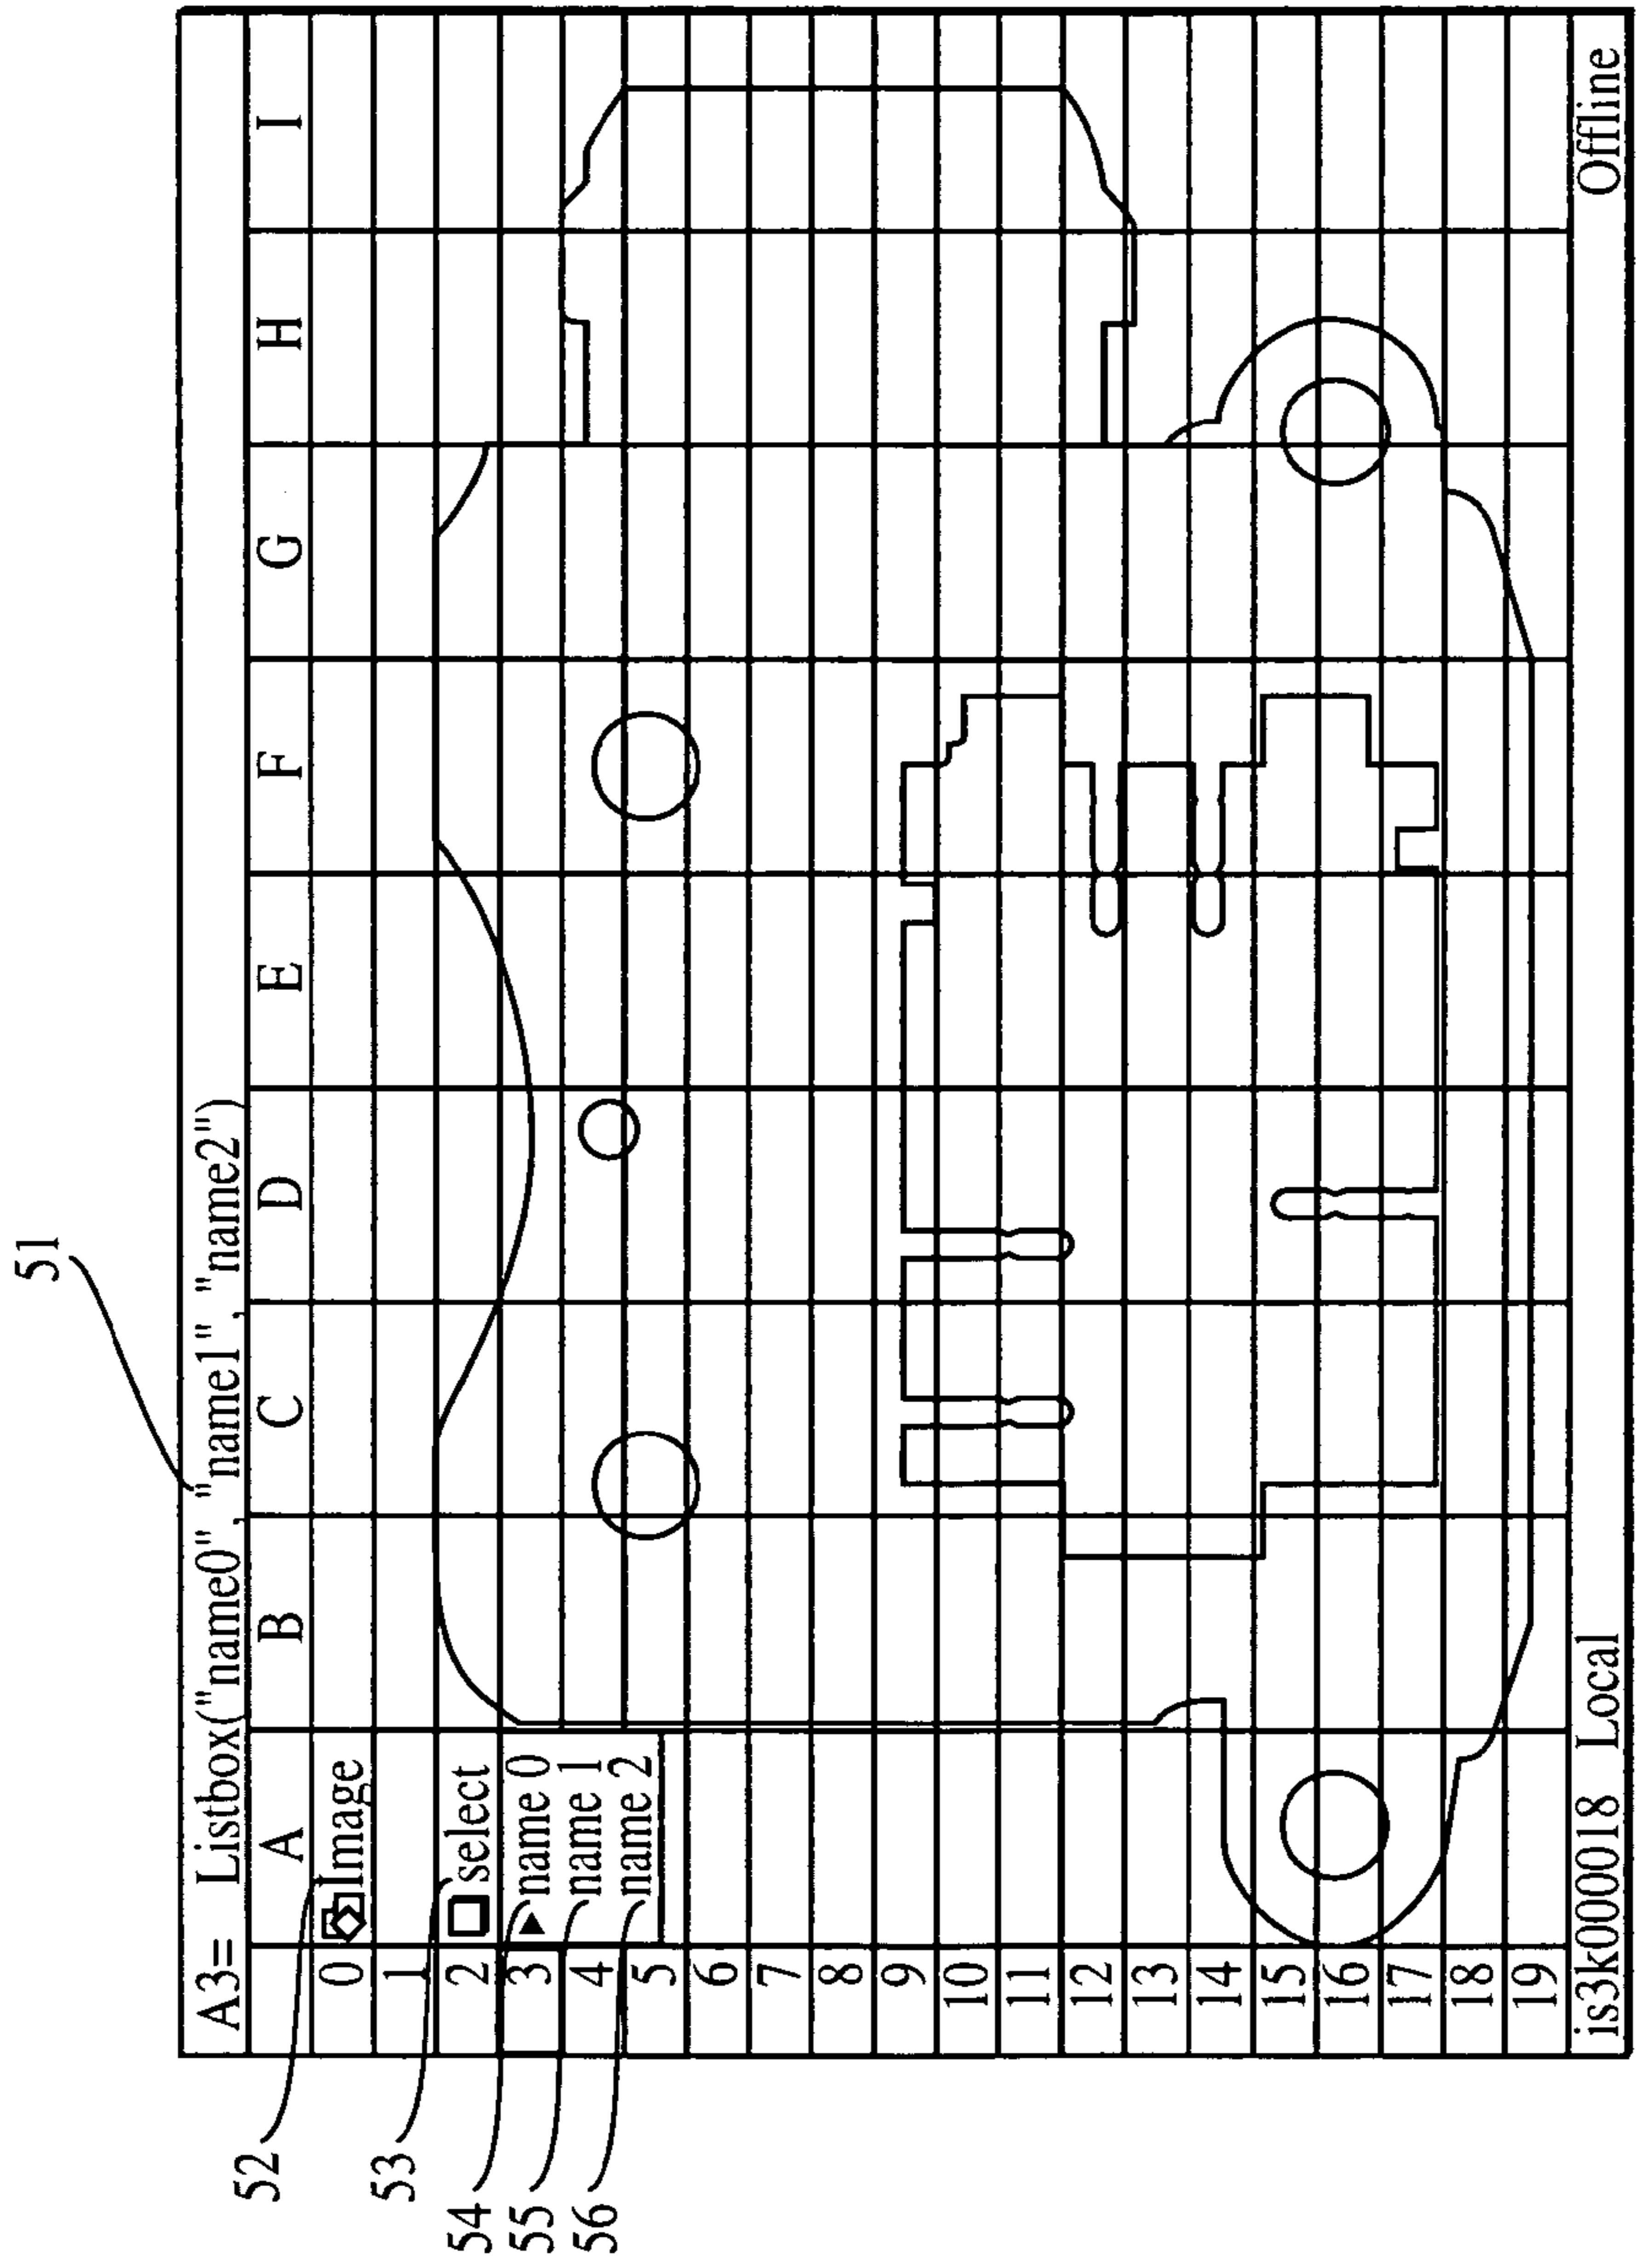 51
A3= Listbox("name0", "name1","name2")
A B C D E F G H I
52
0 Image
1
53
2 select
54
3 name 0
55
4 name 1
56
5 name 2
6
7
8
9
10
11
12
13
14
15
16
17
18
19
is3k000018 Local Offline